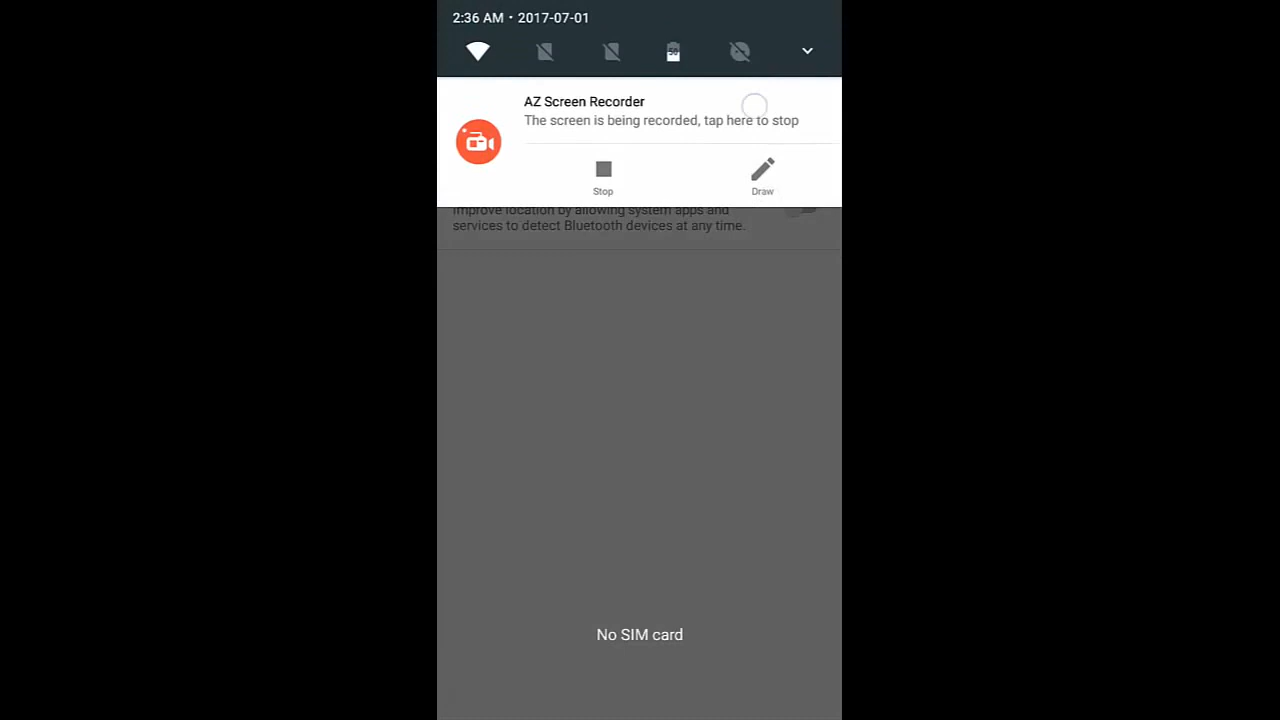 2:36 AM • 2017-07-01
50
AZ Screen Recorder
The screen is being recorded, tap here to stop
Stop
Draw
Improve location by allowing system apps and
services to detect Bluetooth devices at any time.
No SIM card